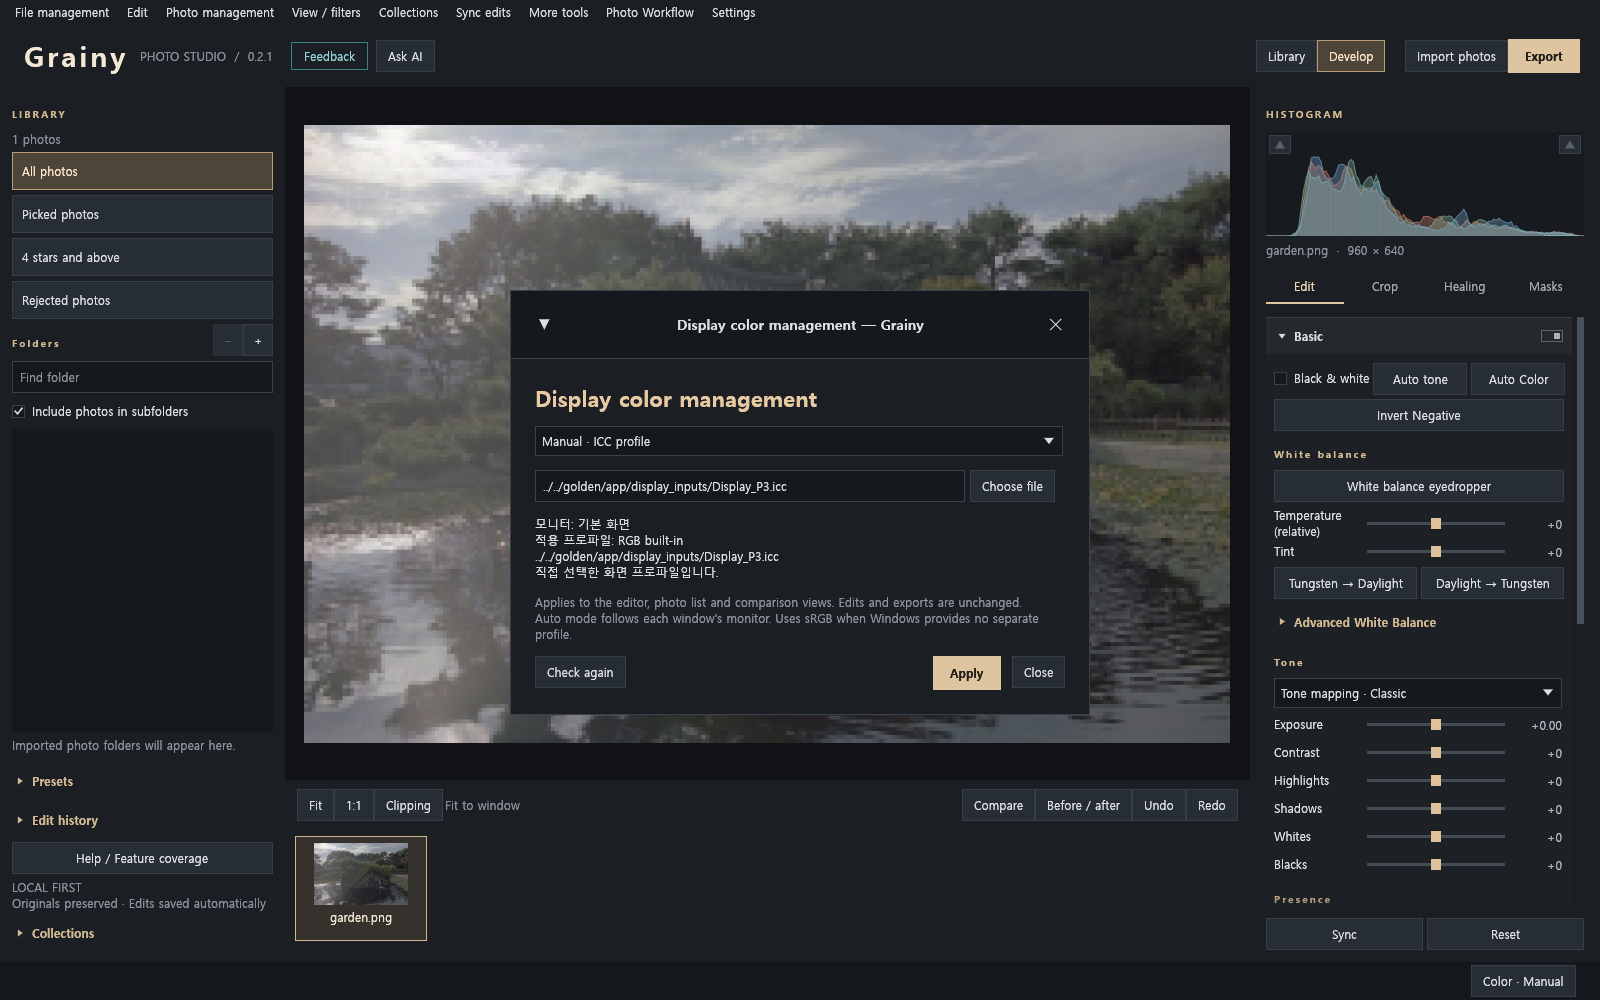 File management Edit Photo management View / filters Collections Sync edits More tools Photo Workflow Settings
Grainy PHOTO STUDIO / 0.2.1 Feedback Ask AI Library Develop Import photos Export
LIBRARY
1 photos
All photos
Picked photos
4 stars and above
Rejected photos
Folders − +
Find folder
Include photos in subfolders
Imported photo folders will appear here.
Presets
Edit history
Help / Feature coverage
LOCAL FIRST
Originals preserved · Edits saved automatically
Collections
Display color management — Grainy
Display color management
Manual · ICC profile
../../golden/app/display_inputs/Display_P3.icc Choose file
모니터: 기본 화면
적용 프로파일: RGB built-in
../../golden/app/display_inputs/Display_P3.icc
직접 선택한 화면 프로파일입니다.
Applies to the editor, photo list and comparison views. Edits and exports are unchanged.
Auto mode follows each window's monitor. Uses sRGB when Windows provides no separate
profile.
Check again Apply Close
Fit 1:1 Clipping Fit to window Compare Before / after Undo Redo
garden.png
HISTOGRAM
garden.png · 960 × 640
Edit Crop Healing Masks
Basic
Black & white Auto tone Auto Color
Invert Negative
White balance
White balance eyedropper
Temperature
(relative) +0
Tint +0
Tungsten → Daylight Daylight → Tungsten
Advanced White Balance
Tone
Tone mapping · Classic
Exposure +0.00
Contrast +0
Highlights +0
Shadows +0
Whites +0
Blacks +0
Presence
Sync Reset
Color · Manual